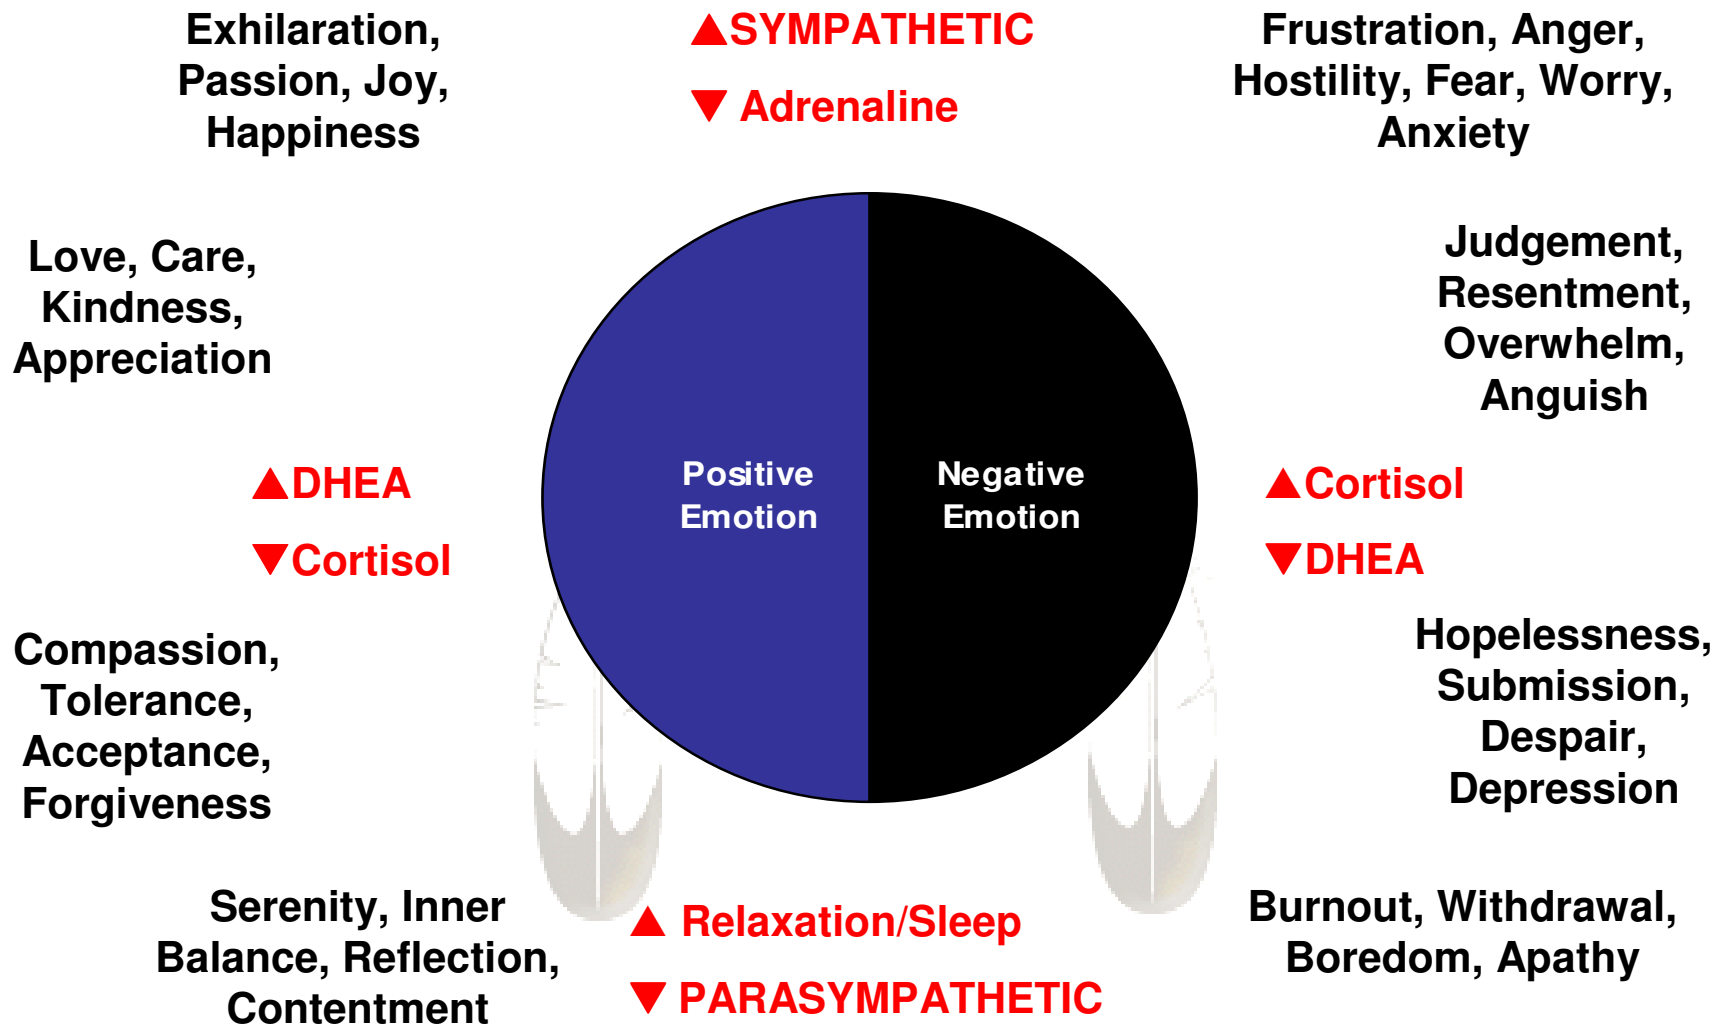 Exhilaration,
Passion, Joy,
Happiness
▲SYMPATHETIC
▼ Adrenaline
Frustration, Anger,
Hostility, Fear, Worry,
Anxiety
Love, Care,
Kindness,
Appreciation
Judgement,
Resentment,
Overwhelm,
Anguish
▲DHEA
▼Cortisol
Positive
Emotion
Negative
Emotion
▲Cortisol
▼DHEA
Compassion,
Tolerance,
Acceptance,
Forgiveness
Hopelessness,
Submission,
Despair,
Depression
Serenity, Inner
Balance, Reflection,
Contentment
▲ Relaxation/Sleep
▼ PARASYMPATHETIC
Burnout, Withdrawal,
Boredom, Apathy